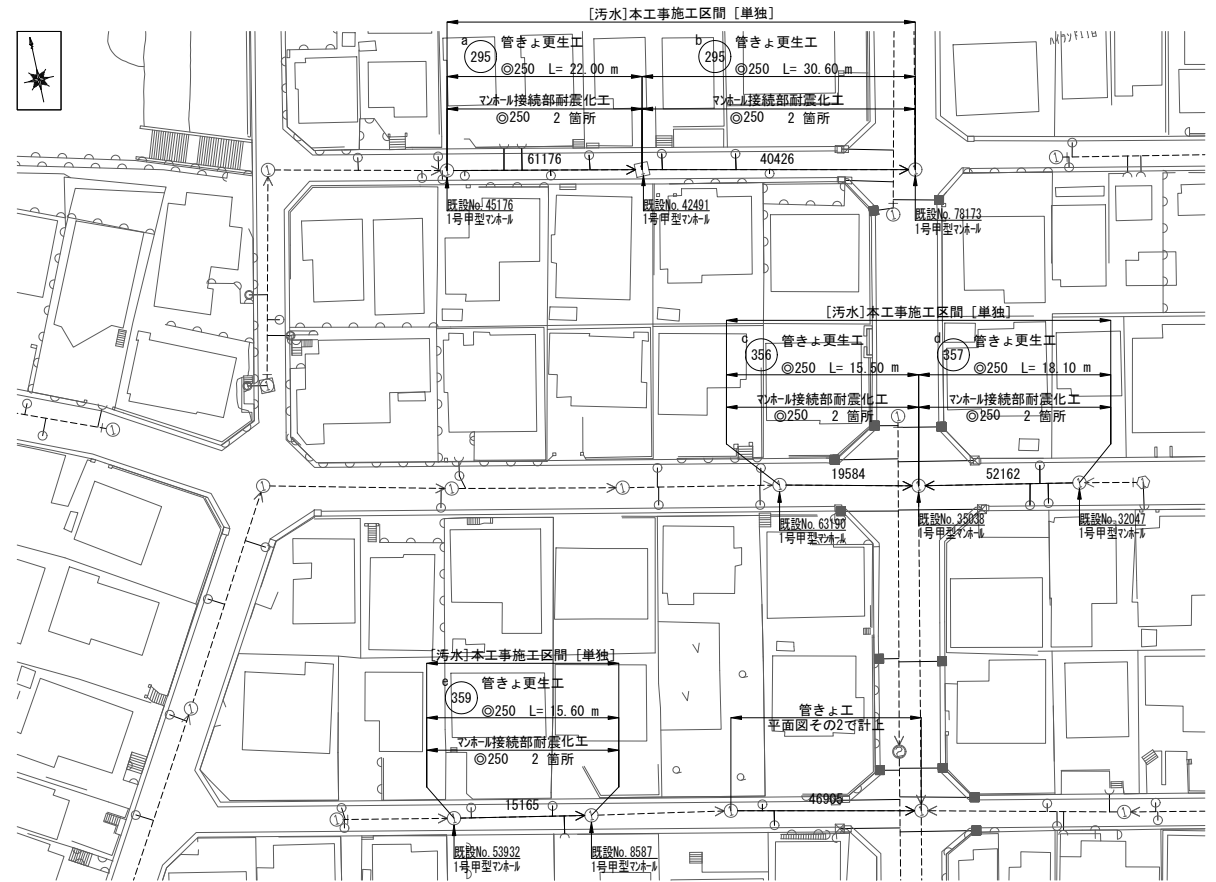 [汚水]本工事施工区間 [単独]
a
295
管きょ更生工
◎250 L= 22.00 m
b
295
管きょ更生工
◎250 L= 30.60 m
ﾏﾝﾎｰﾙ接続部耐震化工
◎250 2 箇所
ﾏﾝﾎｰﾙ接続部耐震化工
◎250 2 箇所
61176
40426
既設No.45176
1号甲型ﾏﾝﾎｰﾙ
既設No.42491
1号甲型ﾏﾝﾎｰﾙ
既設No.78173
1号甲型ﾏﾝﾎｰﾙ
[汚水]本工事施工区間 [単独]
c
356
管きょ更生工
◎250 L= 15.50 m
d
357
管きょ更生工
◎250 L= 18.10 m
ﾏﾝﾎｰﾙ接続部耐震化工
◎250 2 箇所
ﾏﾝﾎｰﾙ接続部耐震化工
◎250 2 箇所
19584
52162
既設No.63190
1号甲型ﾏﾝﾎｰﾙ
既設No.35038
1号甲型ﾏﾝﾎｰﾙ
既設No.32047
1号甲型ﾏﾝﾎｰﾙ
[汚水]本工事施工区間 [単独]
e
359
管きょ更生工
◎250 L= 15.60 m
ﾏﾝﾎｰﾙ接続部耐震化工
◎250 2 箇所
管きょ工
平面図その2で計上
15165
46905
既設No.53932
1号甲型ﾏﾝﾎｰﾙ
既設No.8587
1号甲型ﾏﾝﾎｰﾙ